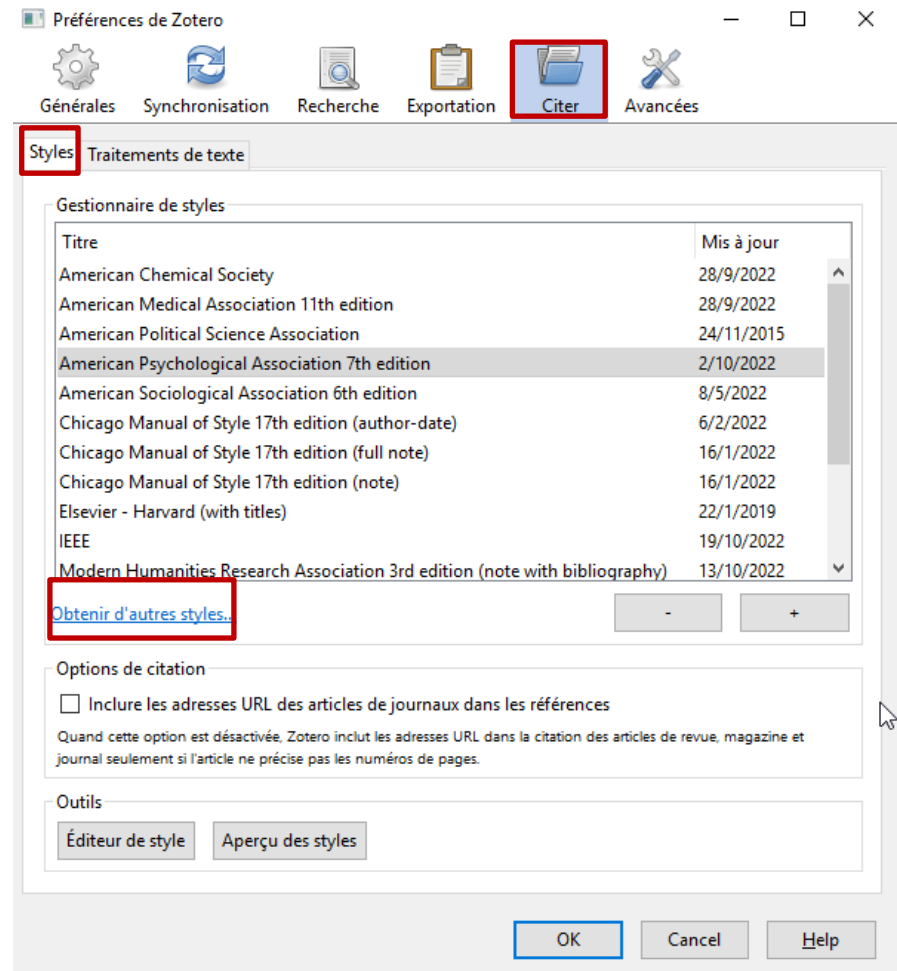 Préférences de Zotero
Générales Synchronisation Recherche Exportation Citer Avancées
Styles Traitements de texte
Gestionnaire de styles
Titre Mis à jour
American Chemical Society 28/9/2022
American Medical Association 11th edition 28/9/2022
American Political Science Association 24/11/2015
American Psychological Association 7th edition 2/10/2022
American Sociological Association 6th edition 8/5/2022
Chicago Manual of Style 17th edition (author-date) 6/2/2022
Chicago Manual of Style 17th edition (full note) 16/1/2022
Chicago Manual of Style 17th edition (note) 16/1/2022
Elsevier - Harvard (with titles) 22/1/2019
IEEE 19/10/2022
Modern Humanities Research Association 3rd edition (note with bibliography) 13/10/2022
Obtenir d'autres styles... - +
Options de citation
Inclure les adresses URL des articles de journaux dans les références
Quand cette option est désactivée, Zotero inclut les adresses URL dans la citation des articles de revue, magazine et
journal seulement si l'article ne précise pas les numéros de pages.
Outils
Éditeur de style Aperçu des styles
OK Cancel Help